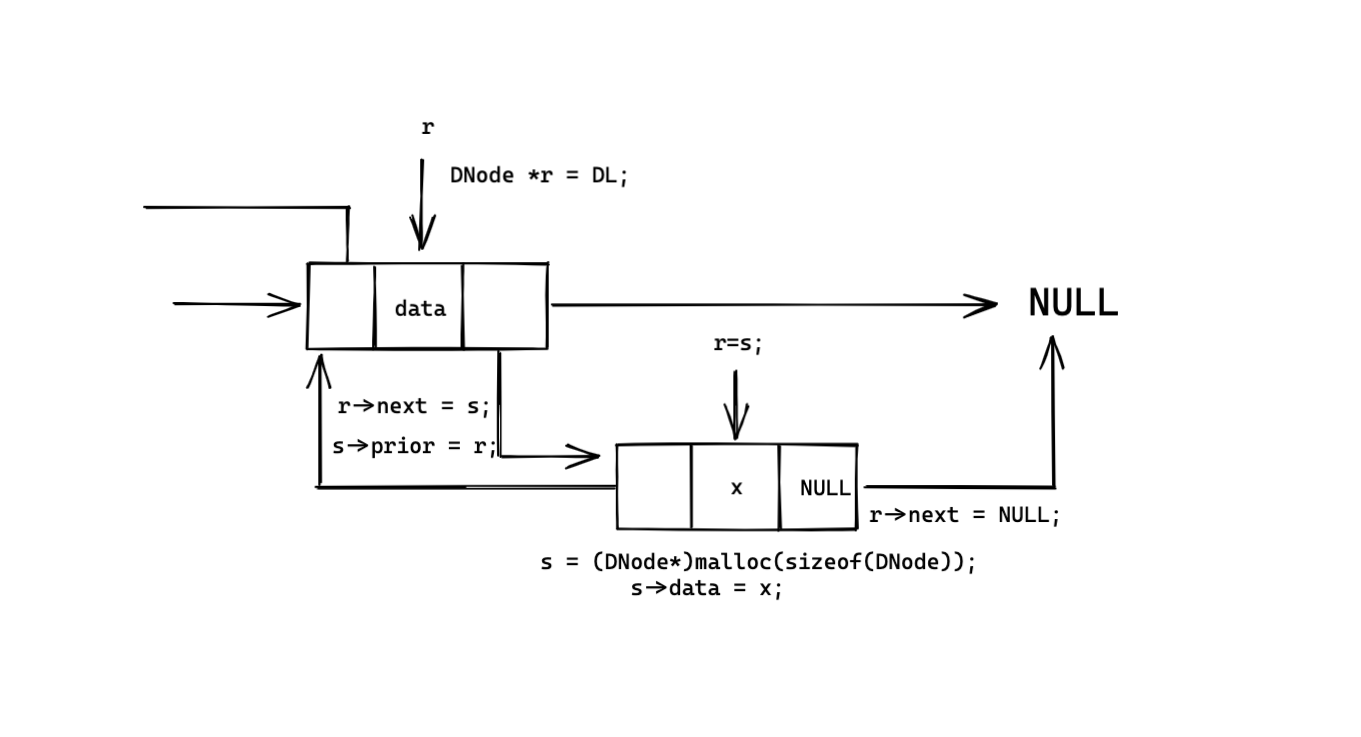 r
DNode *r = DL;
data
NULL
r=s;
r→next = s;
s→prior = r;
x
NULL
r→next = NULL;
s = (DNode*)malloc(sizeof(DNode));
s→data = x;